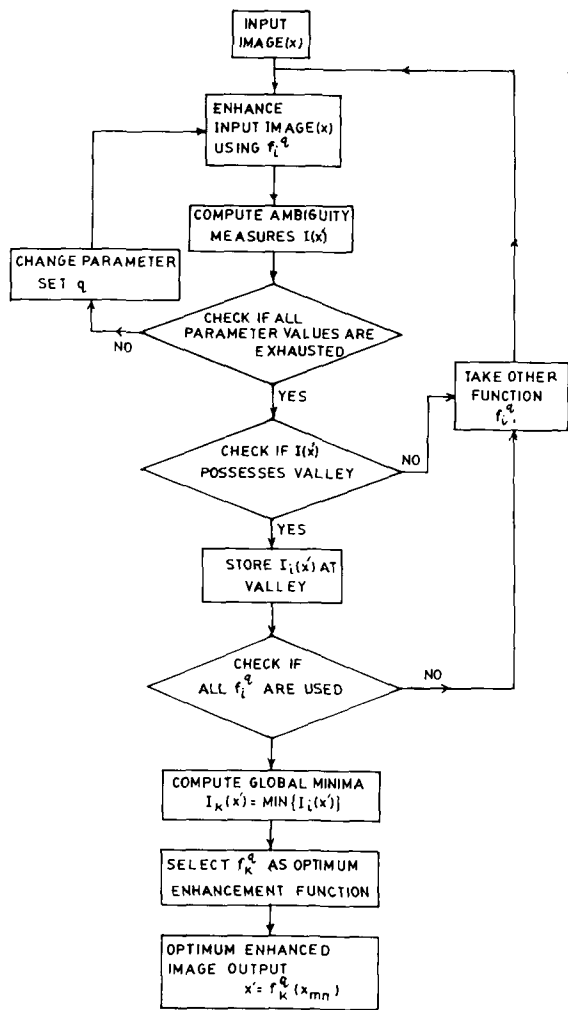 INPUT
IMAGE(x)
ENHANCE
INPUT IMAGE(x)
USING f_i^q
COMPUTE AMBIGUITY
MEASURES I(x')
CHANGE PARAMETER
SET q
CHECK IF ALL
PARAMETER VALUES ARE
EXHAUSTED
NO
YES
TAKE OTHER
FUNCTION
f_i^q
CHECK IF I(x')
POSSESSES VALLEY
NO
YES
STORE I_i(x') AT
VALLEY
CHECK IF
ALL f_i^q ARE USED
NO
COMPUTE GLOBAL MINIMA
I_k(x') = MIN{I_i(x')}
SELECT f_k^q AS OPTIMUM
ENHANCEMENT FUNCTION
OPTIMUM ENHANCED
IMAGE OUTPUT
x' = f_k^q (x_mn)